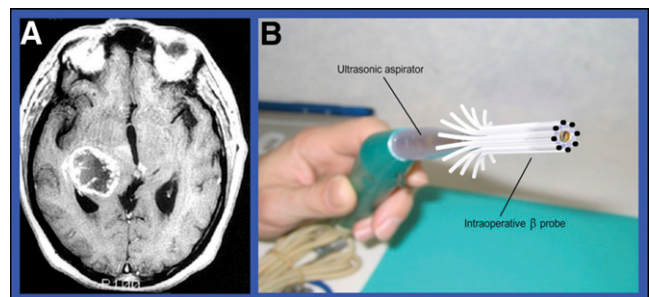 A
B
Ultrasonic aspirator
Intraoperative β probe